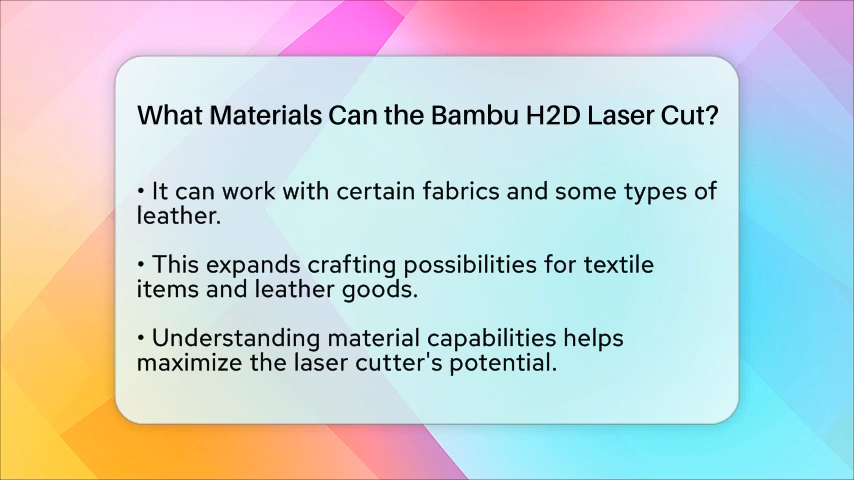 What Materials Can the Bambu H2D Laser Cut?
• It can work with certain fabrics and some types of
leather.
• This expands crafting possibilities for textile
items and leather goods.
• Understanding material capabilities helps
maximize the laser cutter's potential.